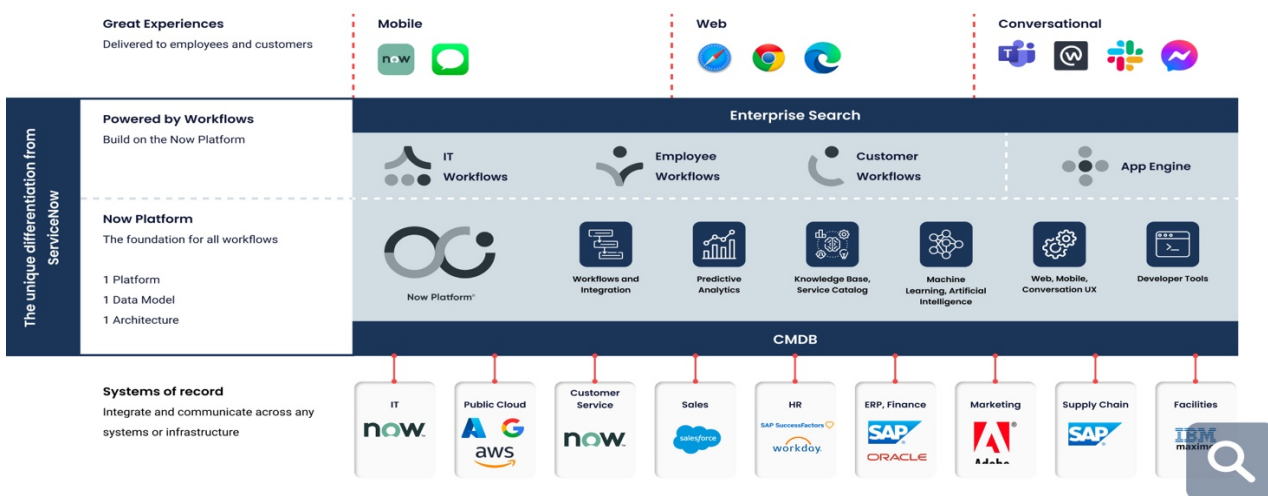 Great Experiences
Delivered to employees and customers
Mobile
now
Web
Conversational
T
The unique differentiation from
ServiceNow
Powered by Workflows
Build on the Now Platform
Enterprise Search
IT
Workflows
Employee
Workflows
Customer
Workflows
App Engine
Now Platform
The foundation for all workflows
1 Platform
1 Data Model
1 Architecture
Now Platform®
Workflows and
Integration
Predictive
Analytics
Knowledge Base,
Service Catalog
Machine
Learning, Artificial
Intelligence
Web, Mobile,
Conversation UX
Developer Tools
CMDB
Systems of record
Integrate and communicate across any
systems or infrastructure
IT
now.
Public Cloud
aws
Customer
Service
now.
Sales
salesforce
HR
SAP SuccessFactors
workday.
ERP, Finance
SAP
ORACLE
Marketing
Adobe
Supply Chain
SAP
Facilities
IBM
maximo